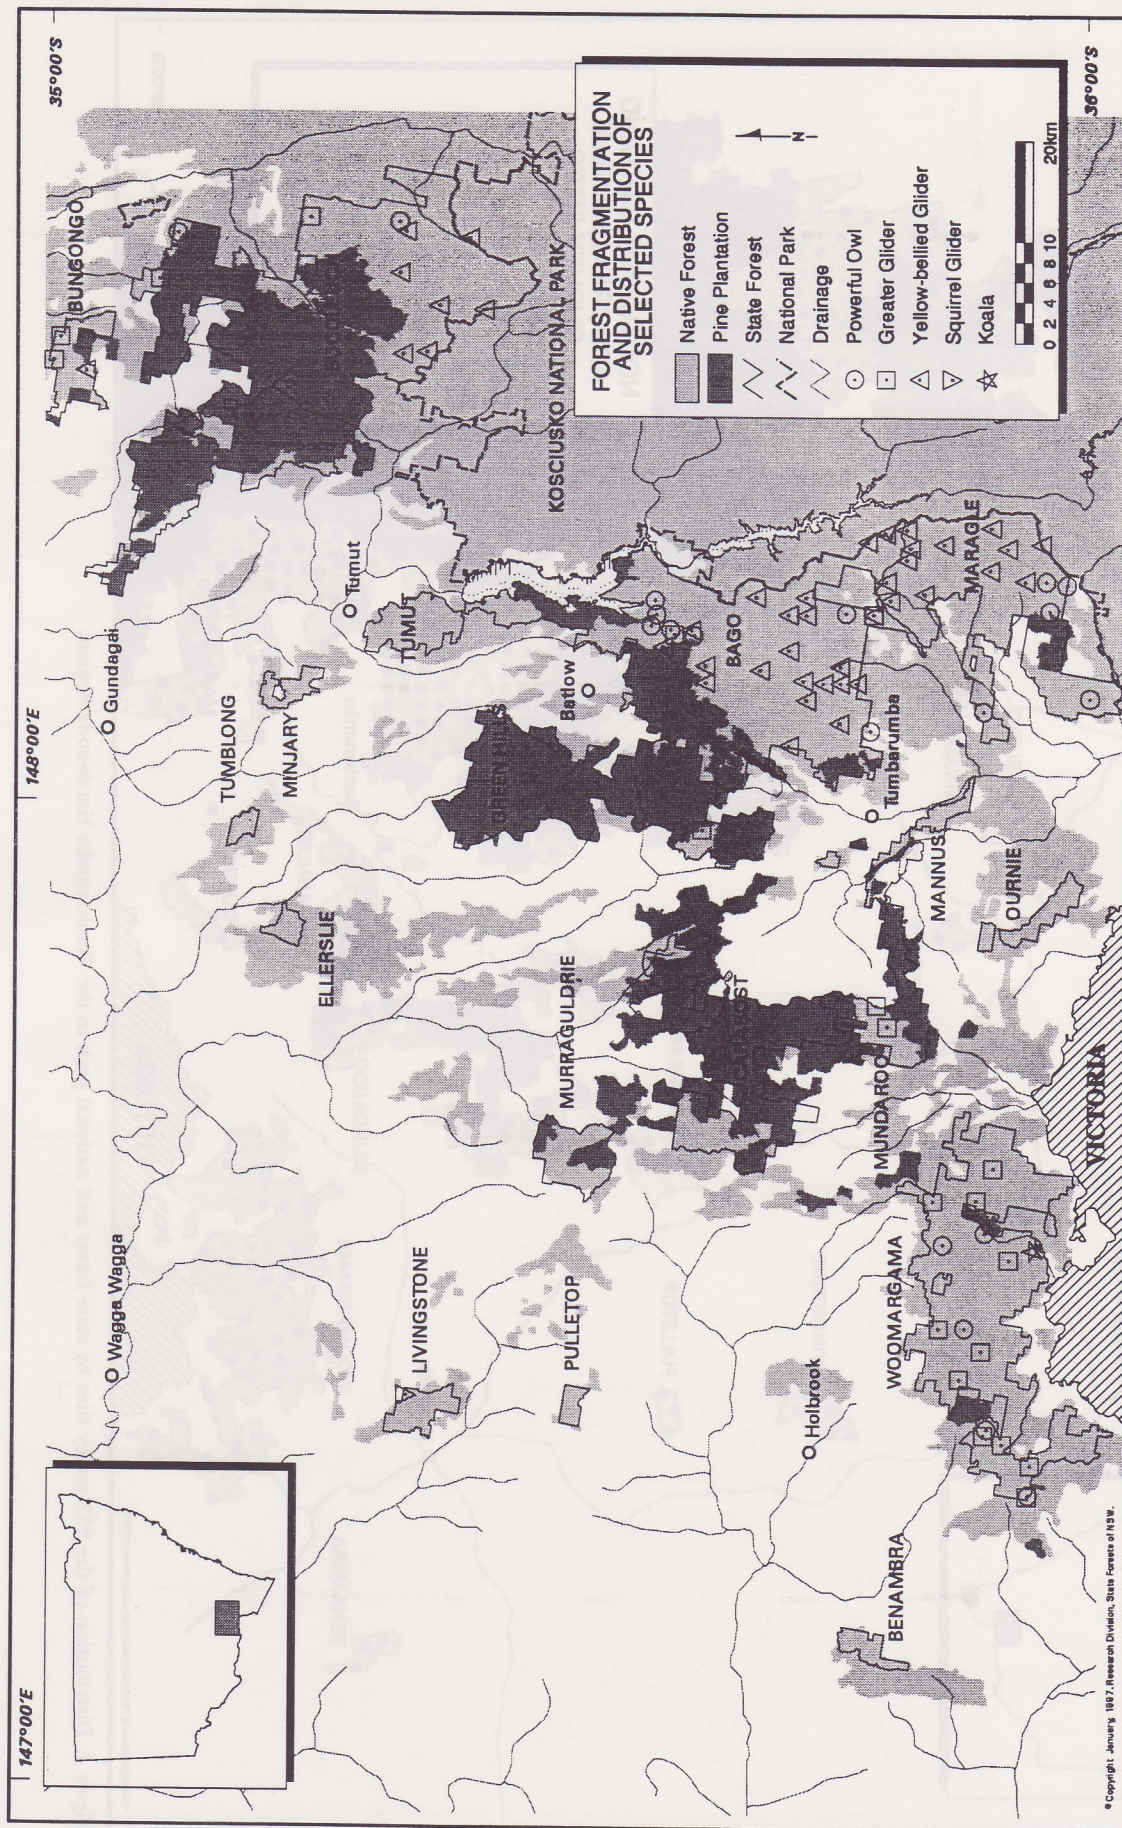 147°00'E
148°00'E
35°00'S
36°00'S
Wagga Wagga
Gundagai
BUNGONGO
TUMBLONG
MINJARY
Tumut
TUMUT
ELLERSLIE
LIVINGSTONE
GREEN HILLS
KOSCIUSKO NATIONAL PARK
PULLETOP
MURRAGULDRIE
Batlow
BAGO
CARABOST
Holbrook
Tumbarumba
MARAGLE
BENAMBRA
WOOMARGAMA
MUNDAROO
MANNUS
OURNIE
VICTORIA
FOREST FRAGMENTATION
AND DISTRIBUTION OF
SELECTED SPECIES
Native Forest
Pine Plantation
State Forest
National Park
Drainage
Powerful Owl
Greater Glider
Yellow-bellied Glider
Squirrel Glider
Koala
N
0 2 4 6 8 10 20km
© Copyright January, 1997. Research Division, State Forests of NSW.